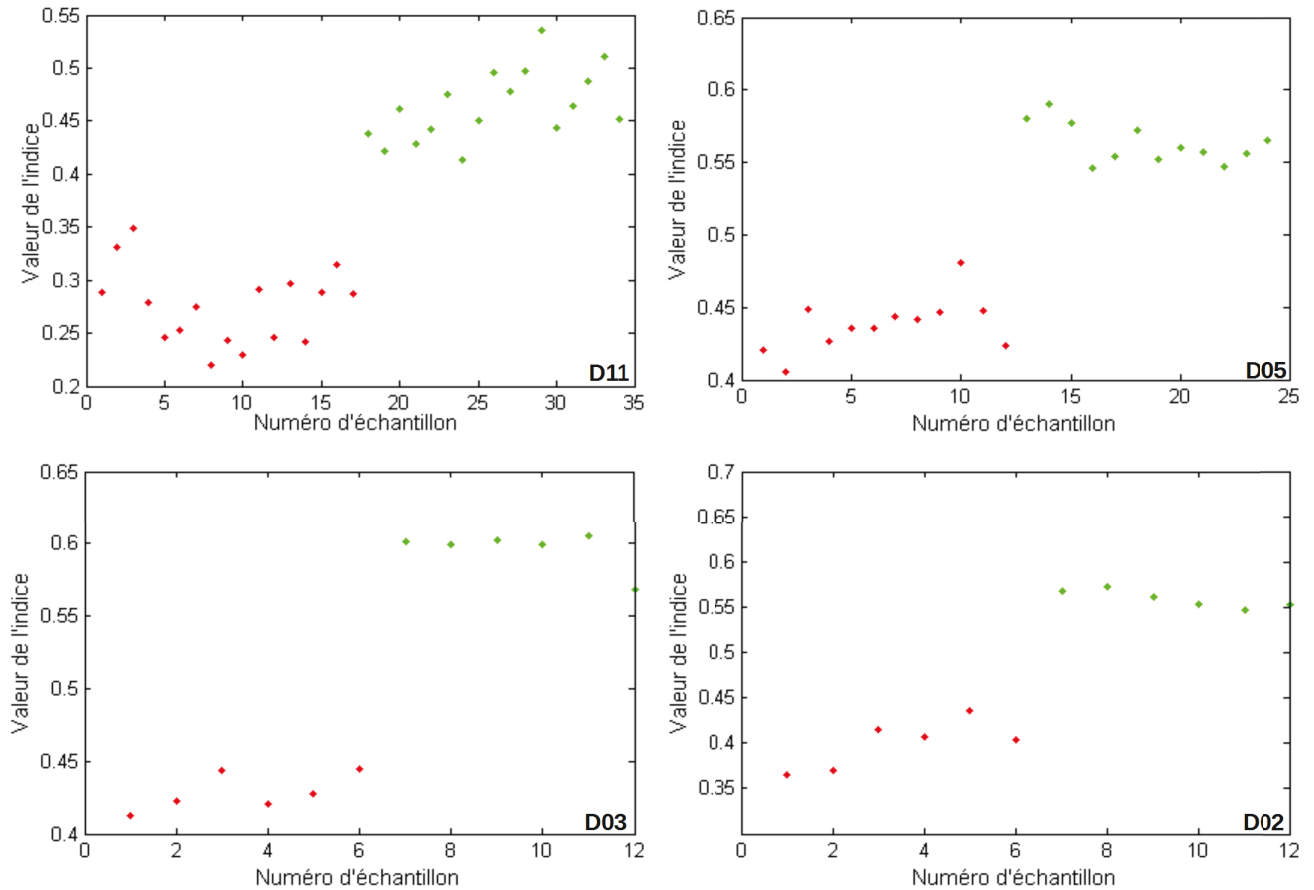 0.55
0.5
0.45
0.4
0.35
0.3
0.25
0.2
Valeur de l'indice
0 5 10 15 20 25 30 35
Numéro d'échantillon
D11
0.65
0.6
0.55
0.5
0.45
0.4
Valeur de l'indice
0 5 10 15 20 25
Numéro d'échantillon
D05
0.65
0.6
0.55
0.5
0.45
0.4
Valeur de l'indice
0 2 4 6 8 10 12
Numéro d'échantillon
D03
0.7
0.65
0.6
0.55
0.5
0.45
0.4
0.35
Valeur de l'indice
0 2 4 6 8 10 12
Numéro d'échantillon
D02